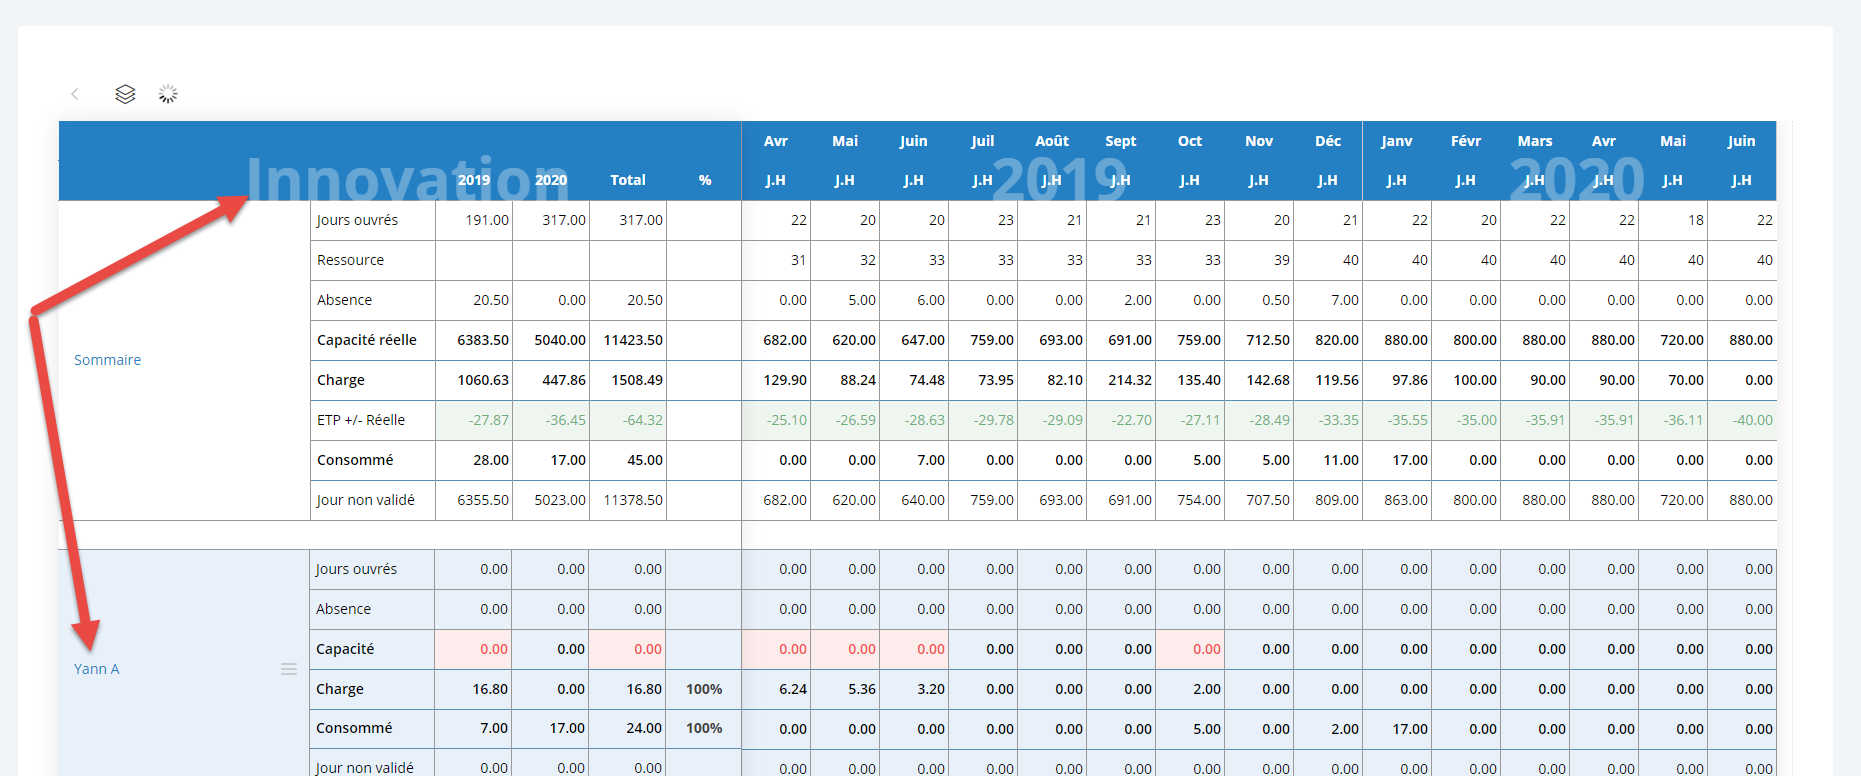 Avr Mai Juin Juil Août Sept Oct Nov Déc Janv Févr Mars Avr Mai Juin
Innovation 2019 2020
2019 2020 Total % J.H J.H J.H J.H J.H J.H J.H J.H J.H J.H J.H J.H J.H J.H J.H
Jours ouvrés 191.00 317.00 317.00 22 20 20 23 21 21 23 20 21 22 20 22 22 18 22
Ressource 31 32 33 33 33 33 33 39 40 40 40 40 40 40 40
Absence 20.50 0.00 20.50 0.00 5.00 6.00 0.00 0.00 2.00 0.00 0.50 7.00 0.00 0.00 0.00 0.00 0.00 0.00
Capacité réelle 6383.50 5040.00 11423.50 682.00 620.00 647.00 759.00 693.00 691.00 759.00 712.50 820.00 880.00 800.00 880.00 880.00 720.00 880.00
Sommaire
Charge 1060.63 447.86 1508.49 129.90 88.24 74.48 73.95 82.10 214.32 135.40 142.68 119.56 97.86 100.00 90.00 90.00 70.00 0.00
ETP +/- Réelle -27.87 -36.45 -64.32 -25.10 -26.59 -28.63 -29.78 -29.09 -22.70 -27.11 -28.49 -33.35 -35.55 -35.00 -35.91 -35.91 -36.11 -40.00
Consommé 28.00 17.00 45.00 0.00 0.00 7.00 0.00 0.00 0.00 5.00 5.00 11.00 17.00 0.00 0.00 0.00 0.00 0.00
Jour non validé 6355.50 5023.00 11378.50 682.00 620.00 640.00 759.00 693.00 691.00 754.00 707.50 809.00 863.00 800.00 880.00 880.00 720.00 880.00
Jours ouvrés 0.00 0.00 0.00 0.00 0.00 0.00 0.00 0.00 0.00 0.00 0.00 0.00 0.00 0.00 0.00 0.00 0.00 0.00
Absence 0.00 0.00 0.00 0.00 0.00 0.00 0.00 0.00 0.00 0.00 0.00 0.00 0.00 0.00 0.00 0.00 0.00 0.00
Capacité 0.00 0.00 0.00 0.00 0.00 0.00 0.00 0.00 0.00 0.00 0.00 0.00 0.00 0.00 0.00 0.00 0.00 0.00
Yann A
Charge 16.80 0.00 16.80 100% 6.24 5.36 3.20 0.00 0.00 0.00 2.00 0.00 0.00 0.00 0.00 0.00 0.00 0.00 0.00
Consommé 7.00 17.00 24.00 100% 0.00 0.00 0.00 0.00 0.00 0.00 5.00 0.00 2.00 17.00 0.00 0.00 0.00 0.00 0.00
Jour non validé 0.00 0.00 0.00 0.00 0.00 0.00 0.00 0.00 0.00 0.00 0.00 0.00 0.00 0.00 0.00 0.00 0.00 0.00